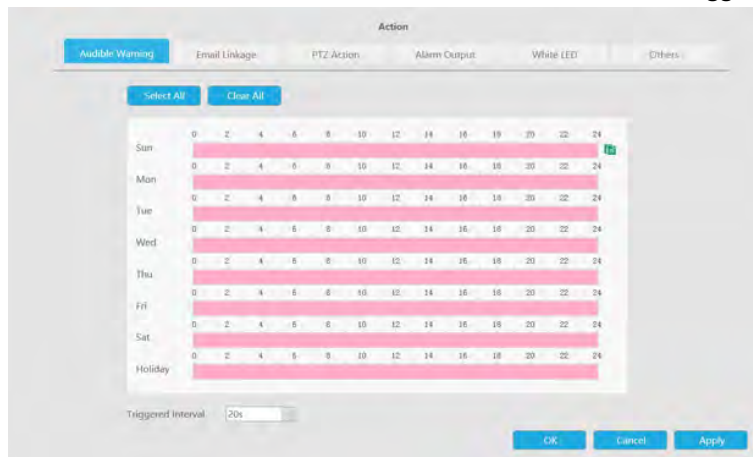 Action
Audible Warning Email Linkage PTZ Action Alarm Output White LED Others
Select All Clear All
0 2 4 6 8 10 12 14 16 18 20 22 24
Sun
0 2 4 6 8 10 12 14 16 18 20 22 24
Mon
0 2 4 6 8 10 12 14 16 18 20 22 24
Tue
0 2 4 6 8 10 12 14 16 18 20 22 24
Wed
0 2 4 6 8 10 12 14 16 18 20 22 24
Thu
0 2 4 6 8 10 12 14 16 18 20 22 24
Fri
0 2 4 6 8 10 12 14 16 18 20 22 24
Sat
0 2 4 6 8 10 12 14 16 18 20 22 24
Holiday
Triggered Interval 20s
OK Cancel Apply